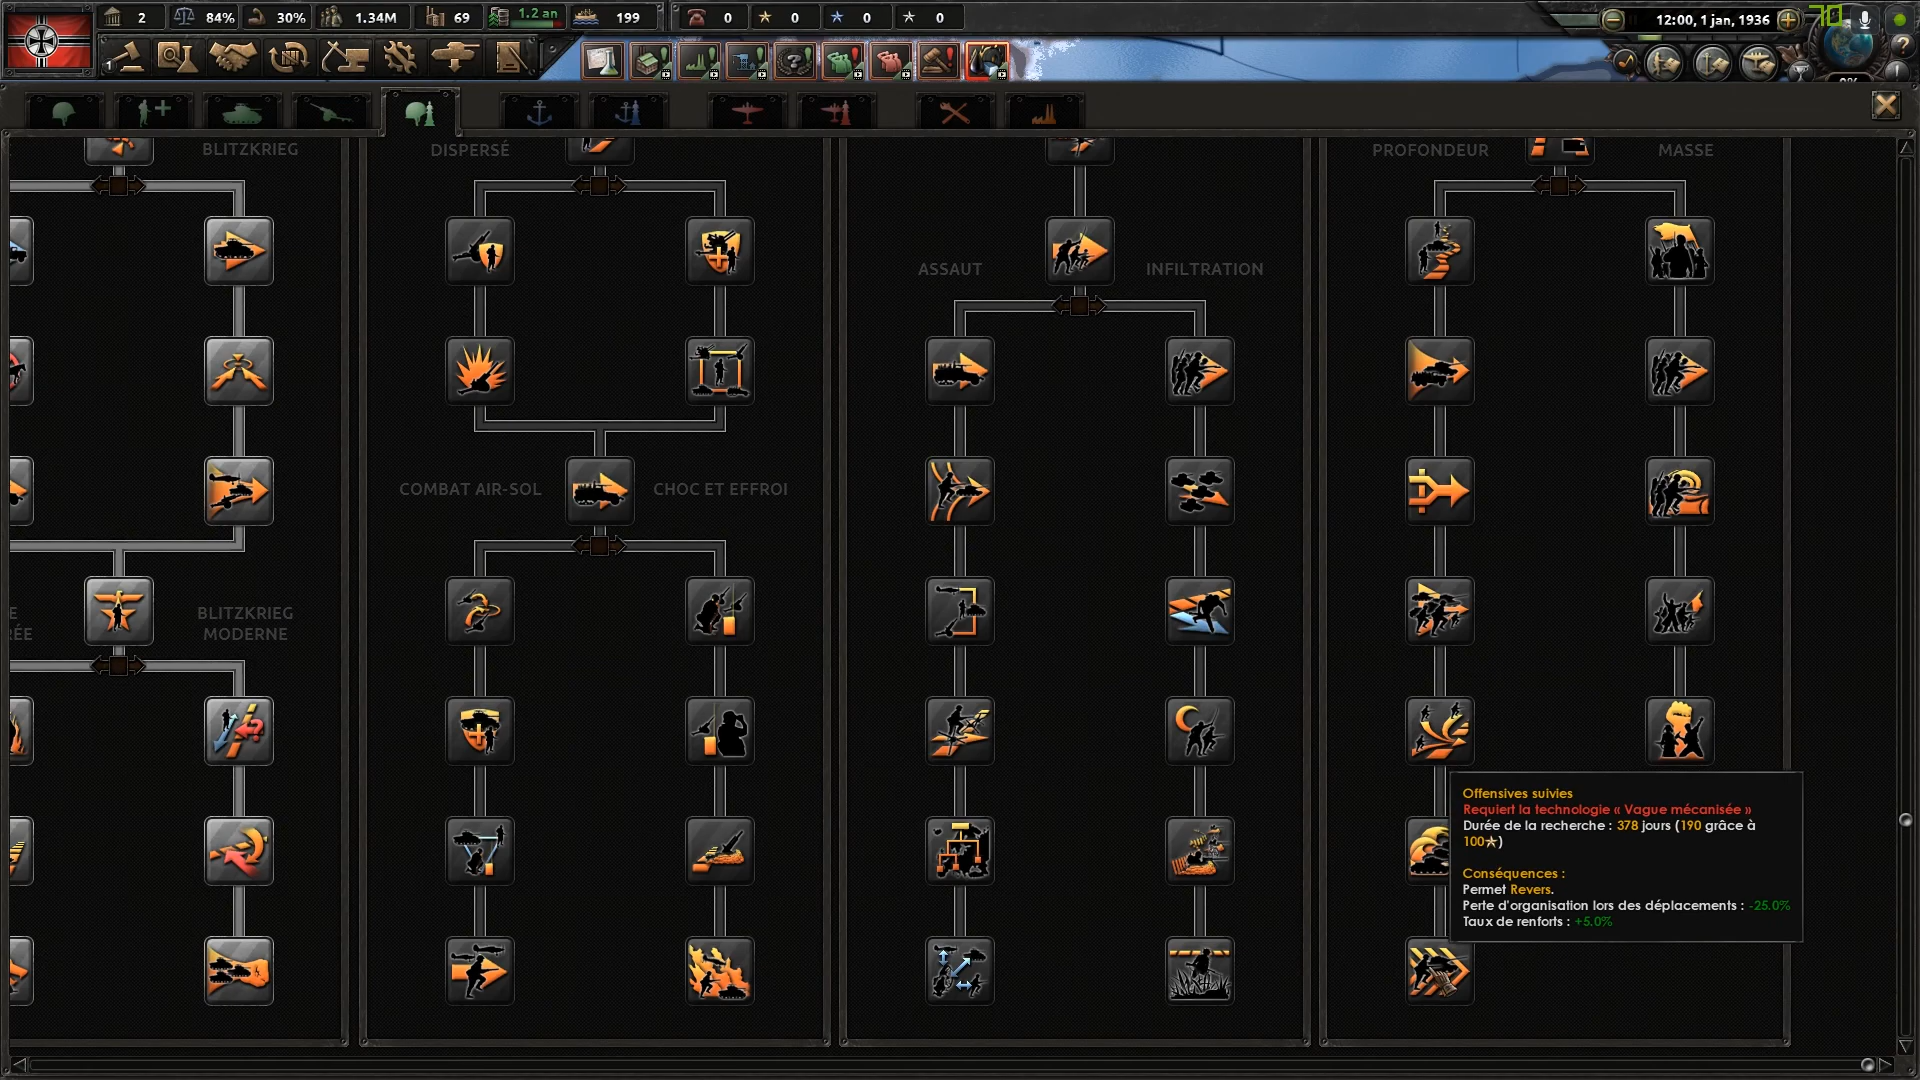 2
84%
30%
1.34M
69
1.2 an
199
0
0
0
0
12:00, 1 jan, 1936
70
1
BLITZKRIEG
DISPERSÉ
PROFONDEUR
MASSE
ASSAUT
INFILTRATION
COMBAT AIR-SOL
CHOC ET EFFROI
E
RÉE
BLITZKRIEG
MODERNE
Offensives suivies
Requiert la technologie « Vague mécanisée »
Durée de la recherche : 378 jours (190 grâce à
100★)
Conséquences :
Permet Revers.
Perte d'organisation lors des déplacements : -25.0%
Taux de renforts : +5.0%